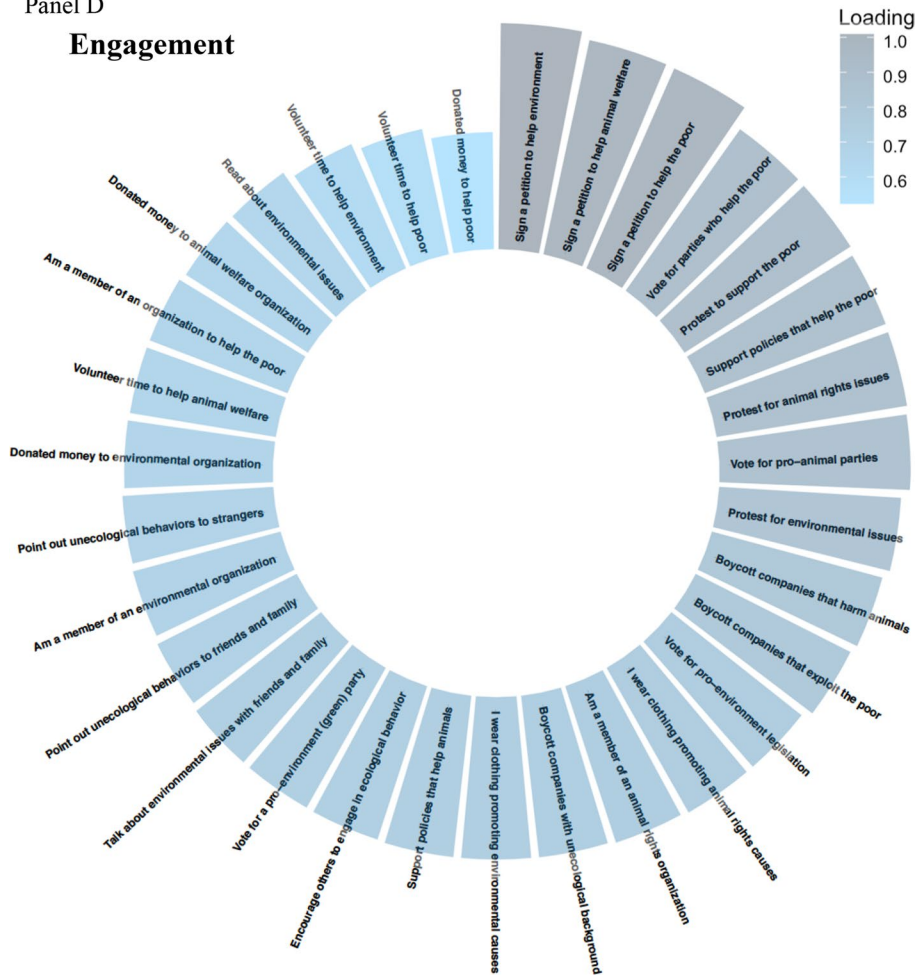 Panel D
Engagement
Loading
1.0
0.9
0.8
0.7
0.6
Sign a petition to help environment
Sign a petition to help animal welfare
Sign a petition to help the poor
Vote for parties who help the poor
Protest to support the poor
Support policies that help the poor
Protest for animal rights issues
Vote for pro–animal parties
Protest for environmental issues
Boycott companies that harm animals
Boycott companies that exploit the poor
Vote for pro–environment legislation
I wear clothing promoting animal rights causes
Am a member of an animal rights organization
Boycott companies with unecological background
I wear clothing promoting environmental causes
Support policies that help animals
Encourage others to engage in ecological behavior
Vote for a pro–environment (green) party
Talk about environmental issues with friends and family
Point out unecological behaviors to friends and family
Am a member of an environmental organization
Point out unecological behaviors to strangers
Donated money to environmental organization
Volunteer time to help animal welfare
Am a member of an organization to help the poor
Donated money to animal welfare organization
Read about environmental issues
Volunteer time to help environment
Volunteer time to help poor
Donated money to help poor